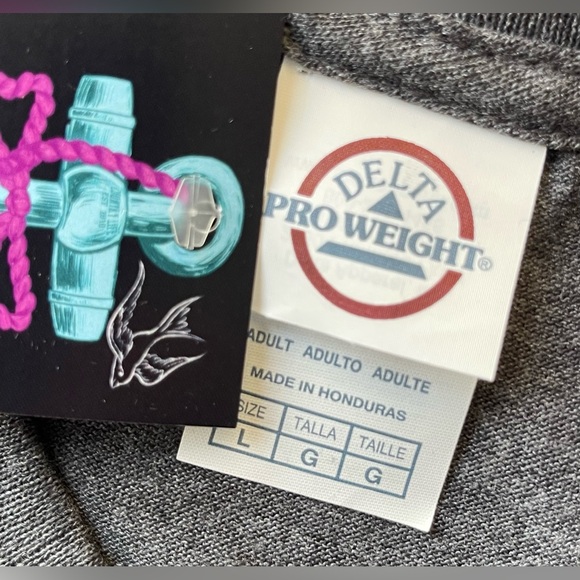 DELTA
PRO WEIGHT®
ADULT ADULTO ADULTE
MADE IN HONDURAS
SIZE TALLA TAILLE
L G G